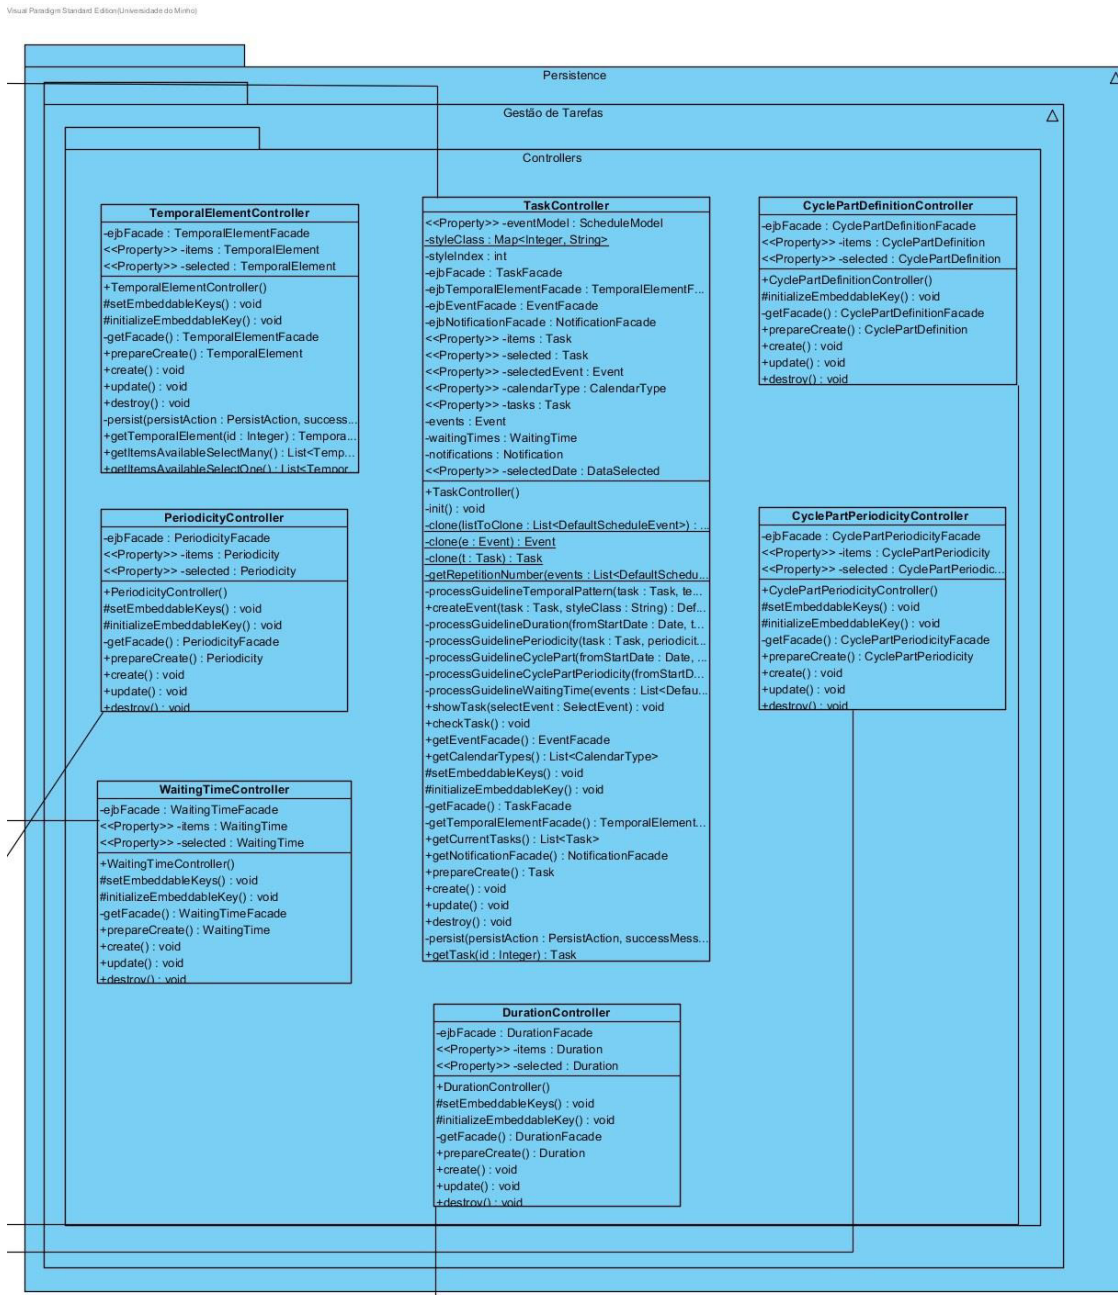 Visual Paradigm Standard Edition(Universidade do Minho)
Persistence
Gestão de Tarefas
Controllers
TemporalElementController
-ejbFacade : TemporalElementFacade
<<Property>> -items : TemporalElement
<<Property>> -selected : TemporalElement
+TemporalElementController()
#setEmbeddableKeys() : void
#initializeEmbeddableKey() : void
-getFacade() : TemporalElementFacade
+prepareCreate() : TemporalElement
+create() : void
+update() : void
+destroy() : void
-persist(persistAction : PersistAction, success...
+getTemporalElement(id : Integer) : Tempora...
+getItemsAvailableSelectMany() : List<Temp...
+getItemsAvailableSelectOne() : List<Tempor
TaskController
<<Property>> -eventModel : ScheduleModel
-styleClass : Map<Integer, String>
-styleIndex : int
-ejbFacade : TaskFacade
-ejbTemporalElementFacade : TemporalElementF...
-ejbEventFacade : EventFacade
-ejbNotificationFacade : NotificationFacade
<<Property>> -items : Task
<<Property>> -selected : Task
<<Property>> -selectedEvent : Event
<<Property>> -calendarType : CalendarType
<<Property>> -tasks : Task
-events : Event
-waitingTimes : WaitingTime
-notifications : Notification
<<Property>> -selectedDate : DataSelected
+TaskController()
-init() : void
-clone(listToClone : List<DefaultScheduleEvent>) : ...
-clone(e : Event) : Event
-clone(t : Task) : Task
-getRepetitionNumber(events : List<DefaultSchedu...
-processGuidelineTemporalPattern(task : Task, te...
+createEvent(task : Task, styleClass : String) : Def...
-processGuidelineDuration(fromStartDate : Date, t...
-processGuidelinePeriodicity(task : Task, periodicit...
-processGuidelineCyclePart(fromStartDate : Date, ...
-processGuidelineCyclePartPeriodicity(fromStartD...
-processGuidelineWaitingTime(events : List<Defau...
+showTask(selectEvent : SelectEvent) : void
+checkTask() : void
+getEventFacade() : EventFacade
+getCalendarTypes() : List<CalendarType>
#setEmbeddableKeys() : void
#initializeEmbeddableKey() : void
-getFacade() : TaskFacade
-getTemporalElementFacade() : TemporalElement...
+getCurrentTasks() : List<Task>
+getNotificationFacade() : NotificationFacade
+prepareCreate() : Task
+create() : void
+update() : void
+destroy() : void
-persist(persistAction : PersistAction, successMess...
+getTask(id : Integer) : Task
CyclePartDefinitionController
-ejbFacade : CyclePartDefinitionFacade
<<Property>> -items : CyclePartDefinition
<<Property>> -selected : CyclePartDefinition
+CyclePartDefinitionController()
#initializeEmbeddableKey() : void
-getFacade() : CyclePartDefinitionFacade
+prepareCreate() : CyclePartDefinition
+create() : void
+update() : void
+destroy() : void
PeriodicityController
-ejbFacade : PeriodicityFacade
<<Property>> -items : Periodicity
<<Property>> -selected : Periodicity
+PeriodicityController()
#setEmbeddableKeys() : void
#initializeEmbeddableKey() : void
-getFacade() : PeriodicityFacade
+prepareCreate() : Periodicity
+create() : void
+update() : void
+destroy() : void
CyclePartPeriodicityController
-ejbFacade : CyclePartPeriodicityFacade
<<Property>> -items : CyclePartPeriodicity
<<Property>> -selected : CyclePartPeriodic...
+CyclePartPeriodicityController()
#setEmbeddableKeys() : void
#initializeEmbeddableKey() : void
-getFacade() : CyclePartPeriodicityFacade
+prepareCreate() : CyclePartPeriodicity
+create() : void
+update() : void
+destroy() : void
WaitingTimeController
-ejbFacade : WaitingTimeFacade
<<Property>> -items : WaitingTime
<<Property>> -selected : WaitingTime
+WaitingTimeController()
#setEmbeddableKeys() : void
#initializeEmbeddableKey() : void
-getFacade() : WaitingTimeFacade
+prepareCreate() : WaitingTime
+create() : void
+update() : void
+destroy() : void
DurationController
-ejbFacade : DurationFacade
<<Property>> -items : Duration
<<Property>> -selected : Duration
+DurationController()
#setEmbeddableKeys() : void
#initializeEmbeddableKey() : void
-getFacade() : DurationFacade
+prepareCreate() : Duration
+create() : void
+update() : void
+destroy() : void